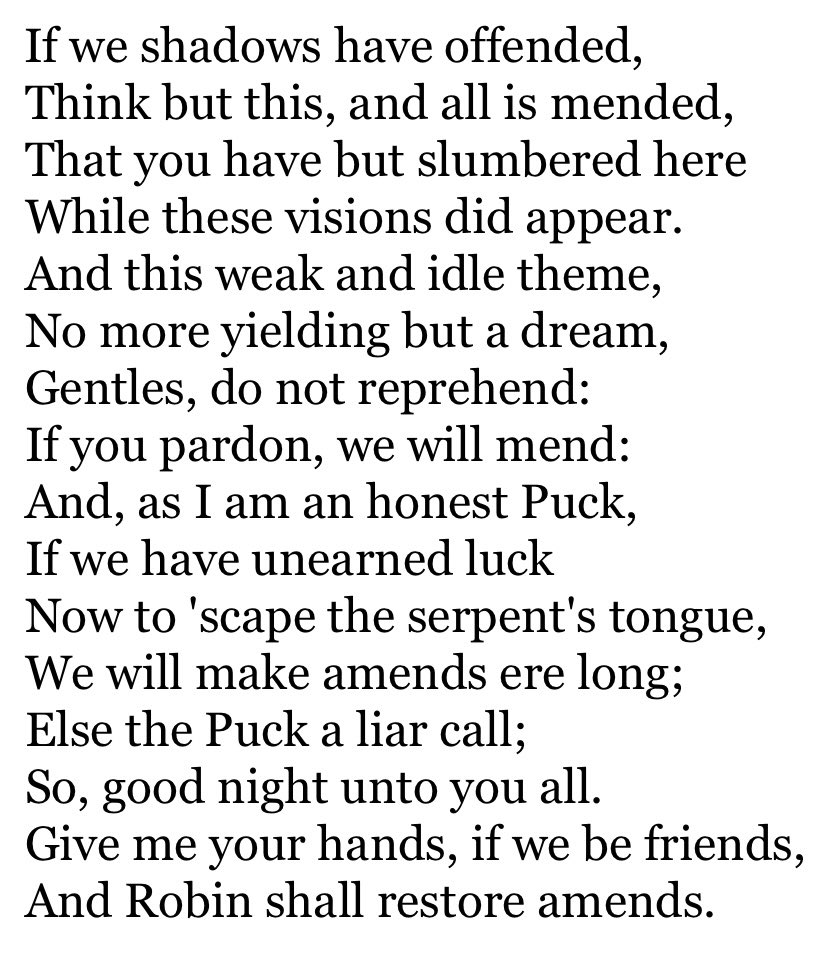 If we shadows have offended,
Think but this, and all is mended,
That you have but slumbered here
While these visions did appear.
And this weak and idle theme,
No more yielding but a dream,
Gentles, do not reprehend:
If you pardon, we will mend:
And, as I am an honest Puck,
If we have unearned luck
Now to 'scape the serpent's tongue,
We will make amends ere long;
Else the Puck a liar call;
So, good night unto you all.
Give me your hands, if we be friends,
And Robin shall restore amends.